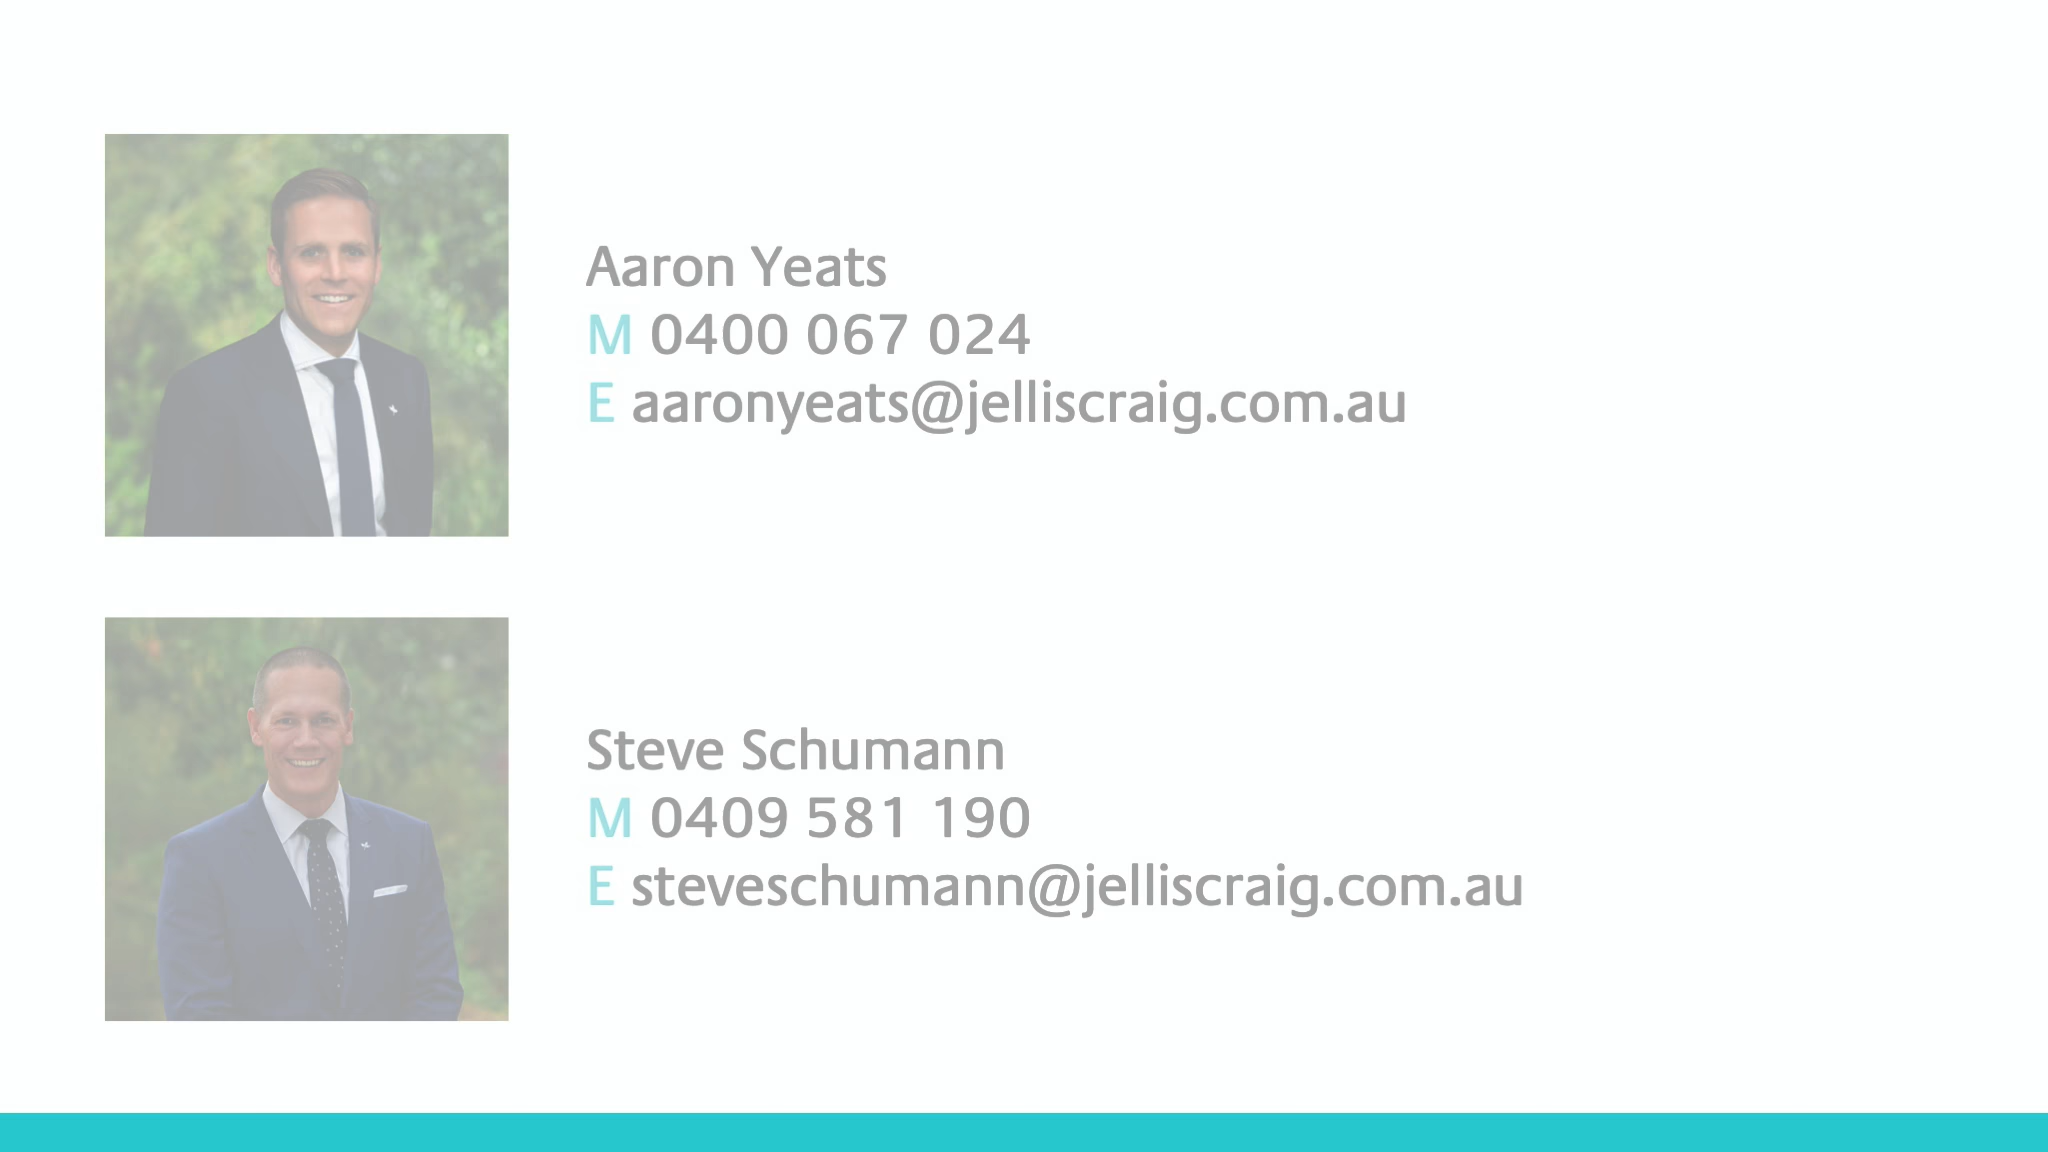 Aaron Yeats
M 0400 067 024
E aaronyeats@jelliscraig.com.au
Steve Schumann
M 0409 581 190
E steveschumann@jelliscraig.com.au